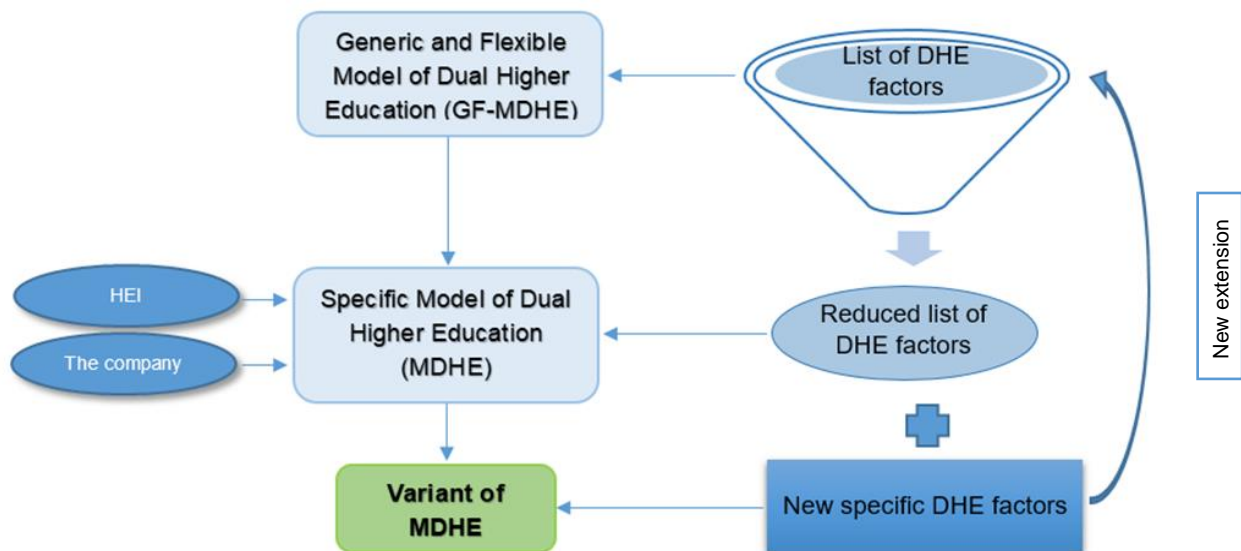 Generic and Flexible
Model of Dual Higher
Education (GF-MDHE)
List of DHE
factors
New extension
HEI
The company
Specific Model of Dual
Higher Education
(MDHE)
Reduced list of
DHE factors
Variant of
MDHE
New specific DHE factors